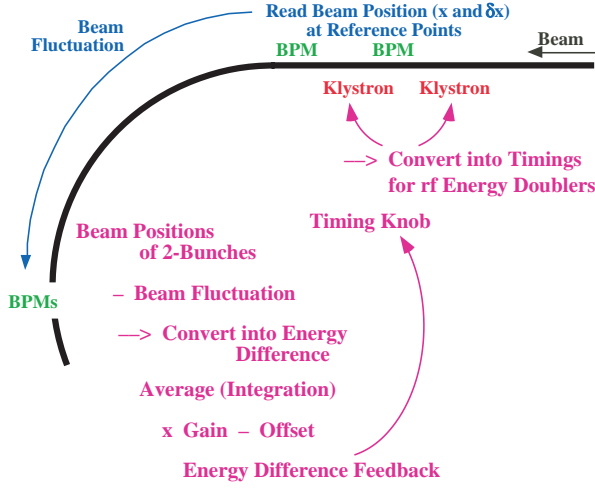 Beam
Fluctuation
Read Beam Position (x and δx)
at Reference Points
BPM BPM
Beam
Klystron Klystron
—> Convert into Timings
for rf Energy Doublers
Timing Knob
Beam Positions
of 2-Bunches
BPMs
– Beam Fluctuation
—> Convert into Energy
Difference
Average (Integration)
x Gain – Offset
Energy Difference Feedback